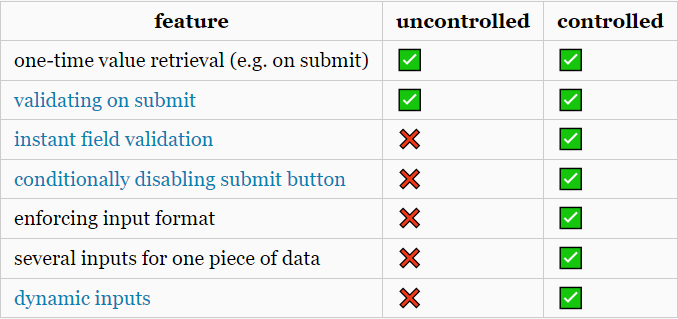 feature uncontrolled controlled
one-time value retrieval (e.g. on submit)
validating on submit
instant field validation
conditionally disabling submit button
enforcing input format
several inputs for one piece of data
dynamic inputs